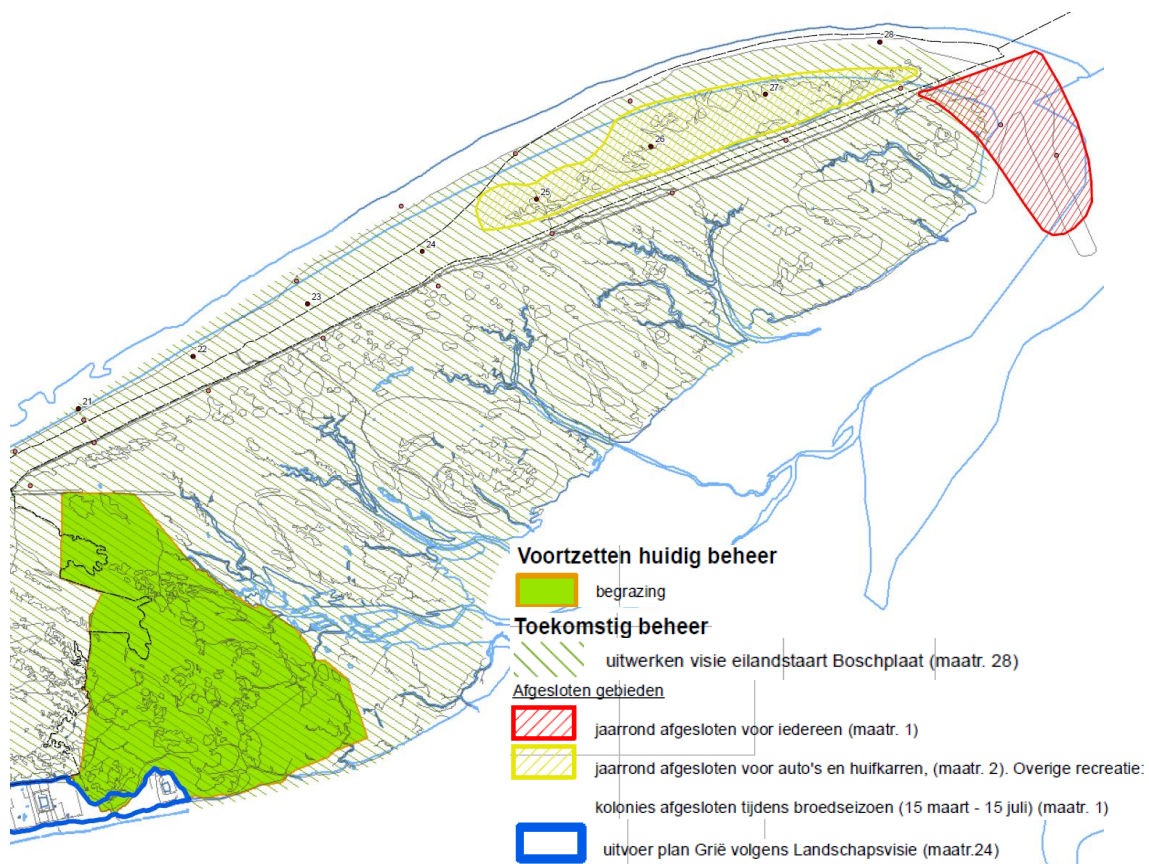 28
27
26
25
24
23
22
21
Voortzetten huidig beheer
begrazing
Toekomstig beheer
uitwerken visie eilandstaart Boschplaat (maatr. 28)
Afgesloten gebieden
jaarrond afgesloten voor iedereen (maatr. 1)
jaarrond afgesloten voor auto's en huifkarren, (maatr. 2). Overige recreatie:
kolonies afgesloten tijdens broedseizoen (15 maart - 15 juli) (maatr. 1)
uitvoer plan Grië volgens Landschapsvisie (maatr.24)